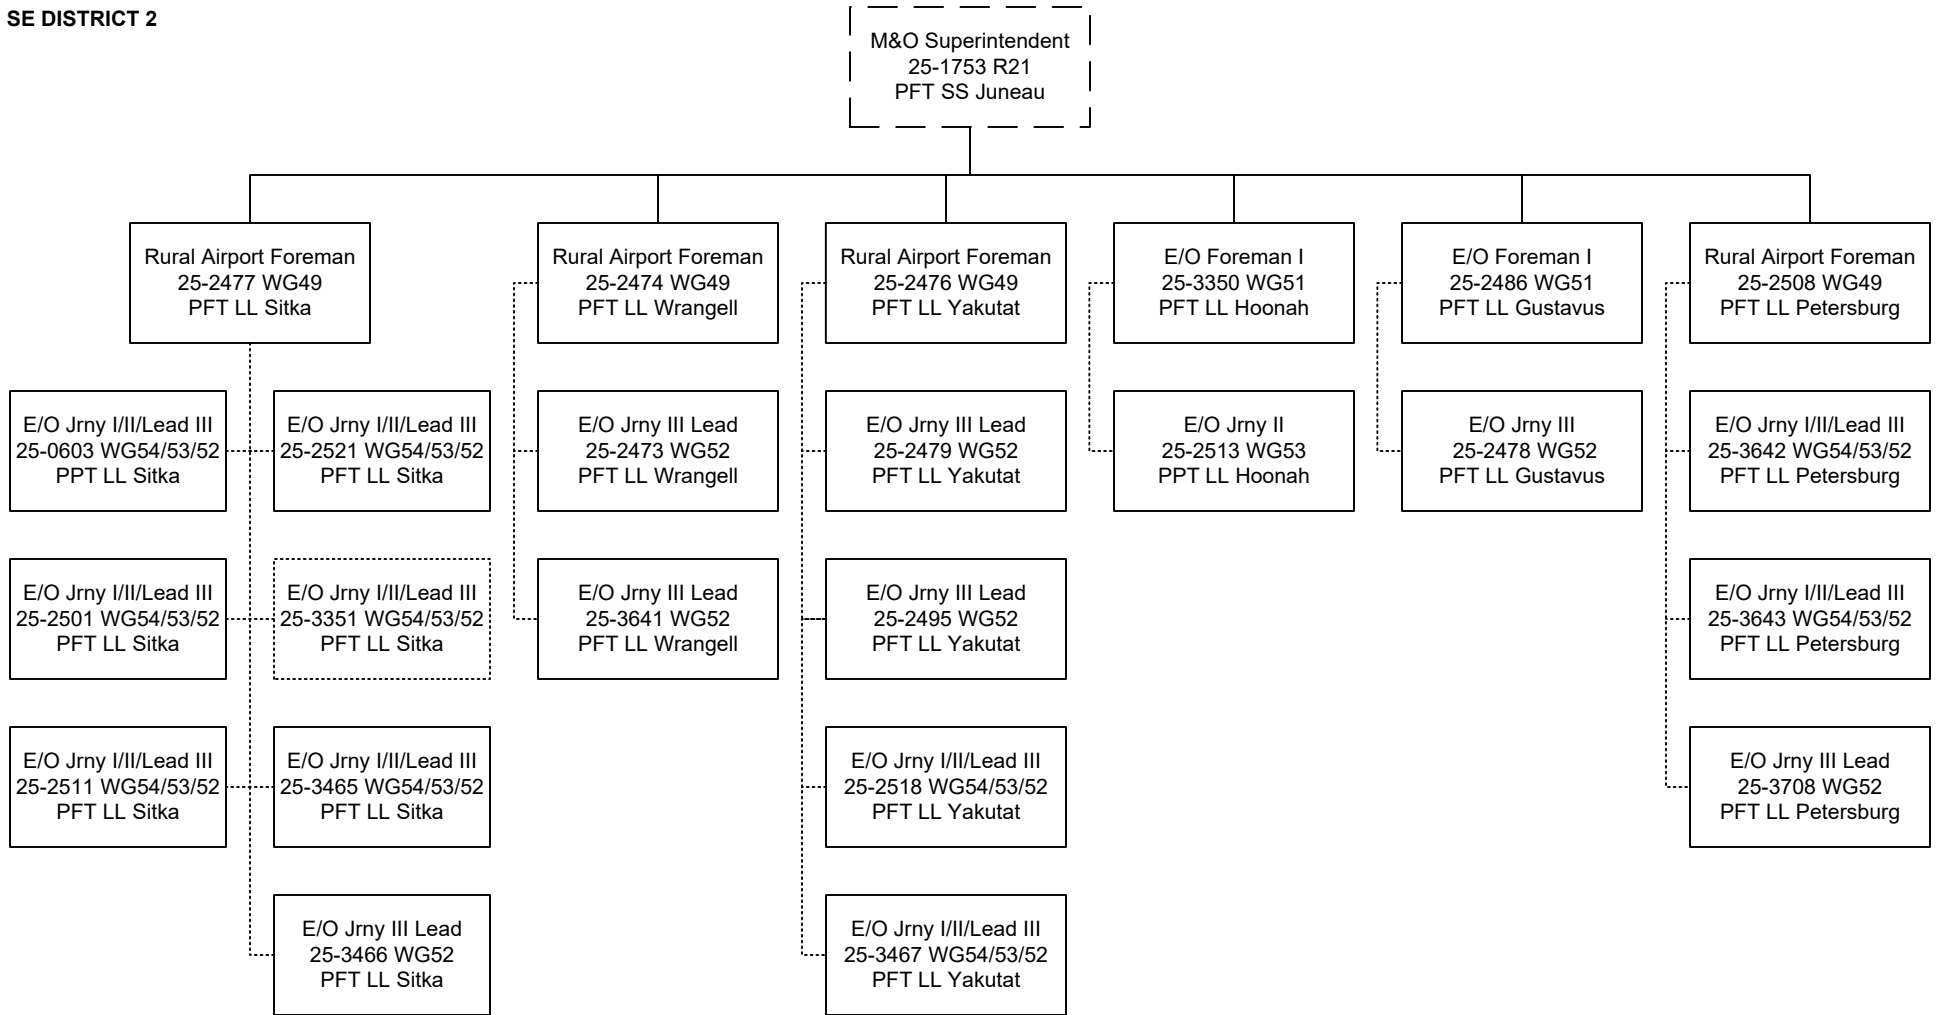 SE DISTRICT 2
M&O Superintendent
25-1753 R21
PFT SS Juneau
Rural Airport Foreman
25-2477 WG49
PFT LL Sitka
Rural Airport Foreman
25-2474 WG49
PFT LL Wrangell
Rural Airport Foreman
25-2476 WG49
PFT LL Yakutat
E/O Foreman I
25-3350 WG51
PFT LL Hoonah
E/O Foreman I
25-2486 WG51
PFT LL Gustavus
Rural Airport Foreman
25-2508 WG49
PFT LL Petersburg
E/O Jrny I/II/Lead III
25-0603 WG54/53/52
PPT LL Sitka
E/O Jrny I/II/Lead III
25-2521 WG54/53/52
PFT LL Sitka
E/O Jrny III Lead
25-2473 WG52
PFT LL Wrangell
E/O Jrny III Lead
25-2479 WG52
PFT LL Yakutat
E/O Jrny II
25-2513 WG53
PPT LL Hoonah
E/O Jrny III
25-2478 WG52
PFT LL Gustavus
E/O Jrny I/II/Lead III
25-3642 WG54/53/52
PFT LL Petersburg
E/O Jrny I/II/Lead III
25-2501 WG54/53/52
PFT LL Sitka
E/O Jrny I/II/Lead III
25-3351 WG54/53/52
PFT LL Sitka
E/O Jrny III Lead
25-3641 WG52
PFT LL Wrangell
E/O Jrny III Lead
25-2495 WG52
PFT LL Yakutat
E/O Jrny I/II/Lead III
25-3643 WG54/53/52
PFT LL Petersburg
E/O Jrny I/II/Lead III
25-2511 WG54/53/52
PFT LL Sitka
E/O Jrny I/II/Lead III
25-3465 WG54/53/52
PFT LL Sitka
E/O Jrny I/II/Lead III
25-2518 WG54/53/52
PFT LL Yakutat
E/O Jrny III Lead
25-3708 WG52
PFT LL Petersburg
E/O Jrny III Lead
25-3466 WG52
PFT LL Sitka
E/O Jrny I/II/Lead III
25-3467 WG54/53/52
PFT LL Yakutat